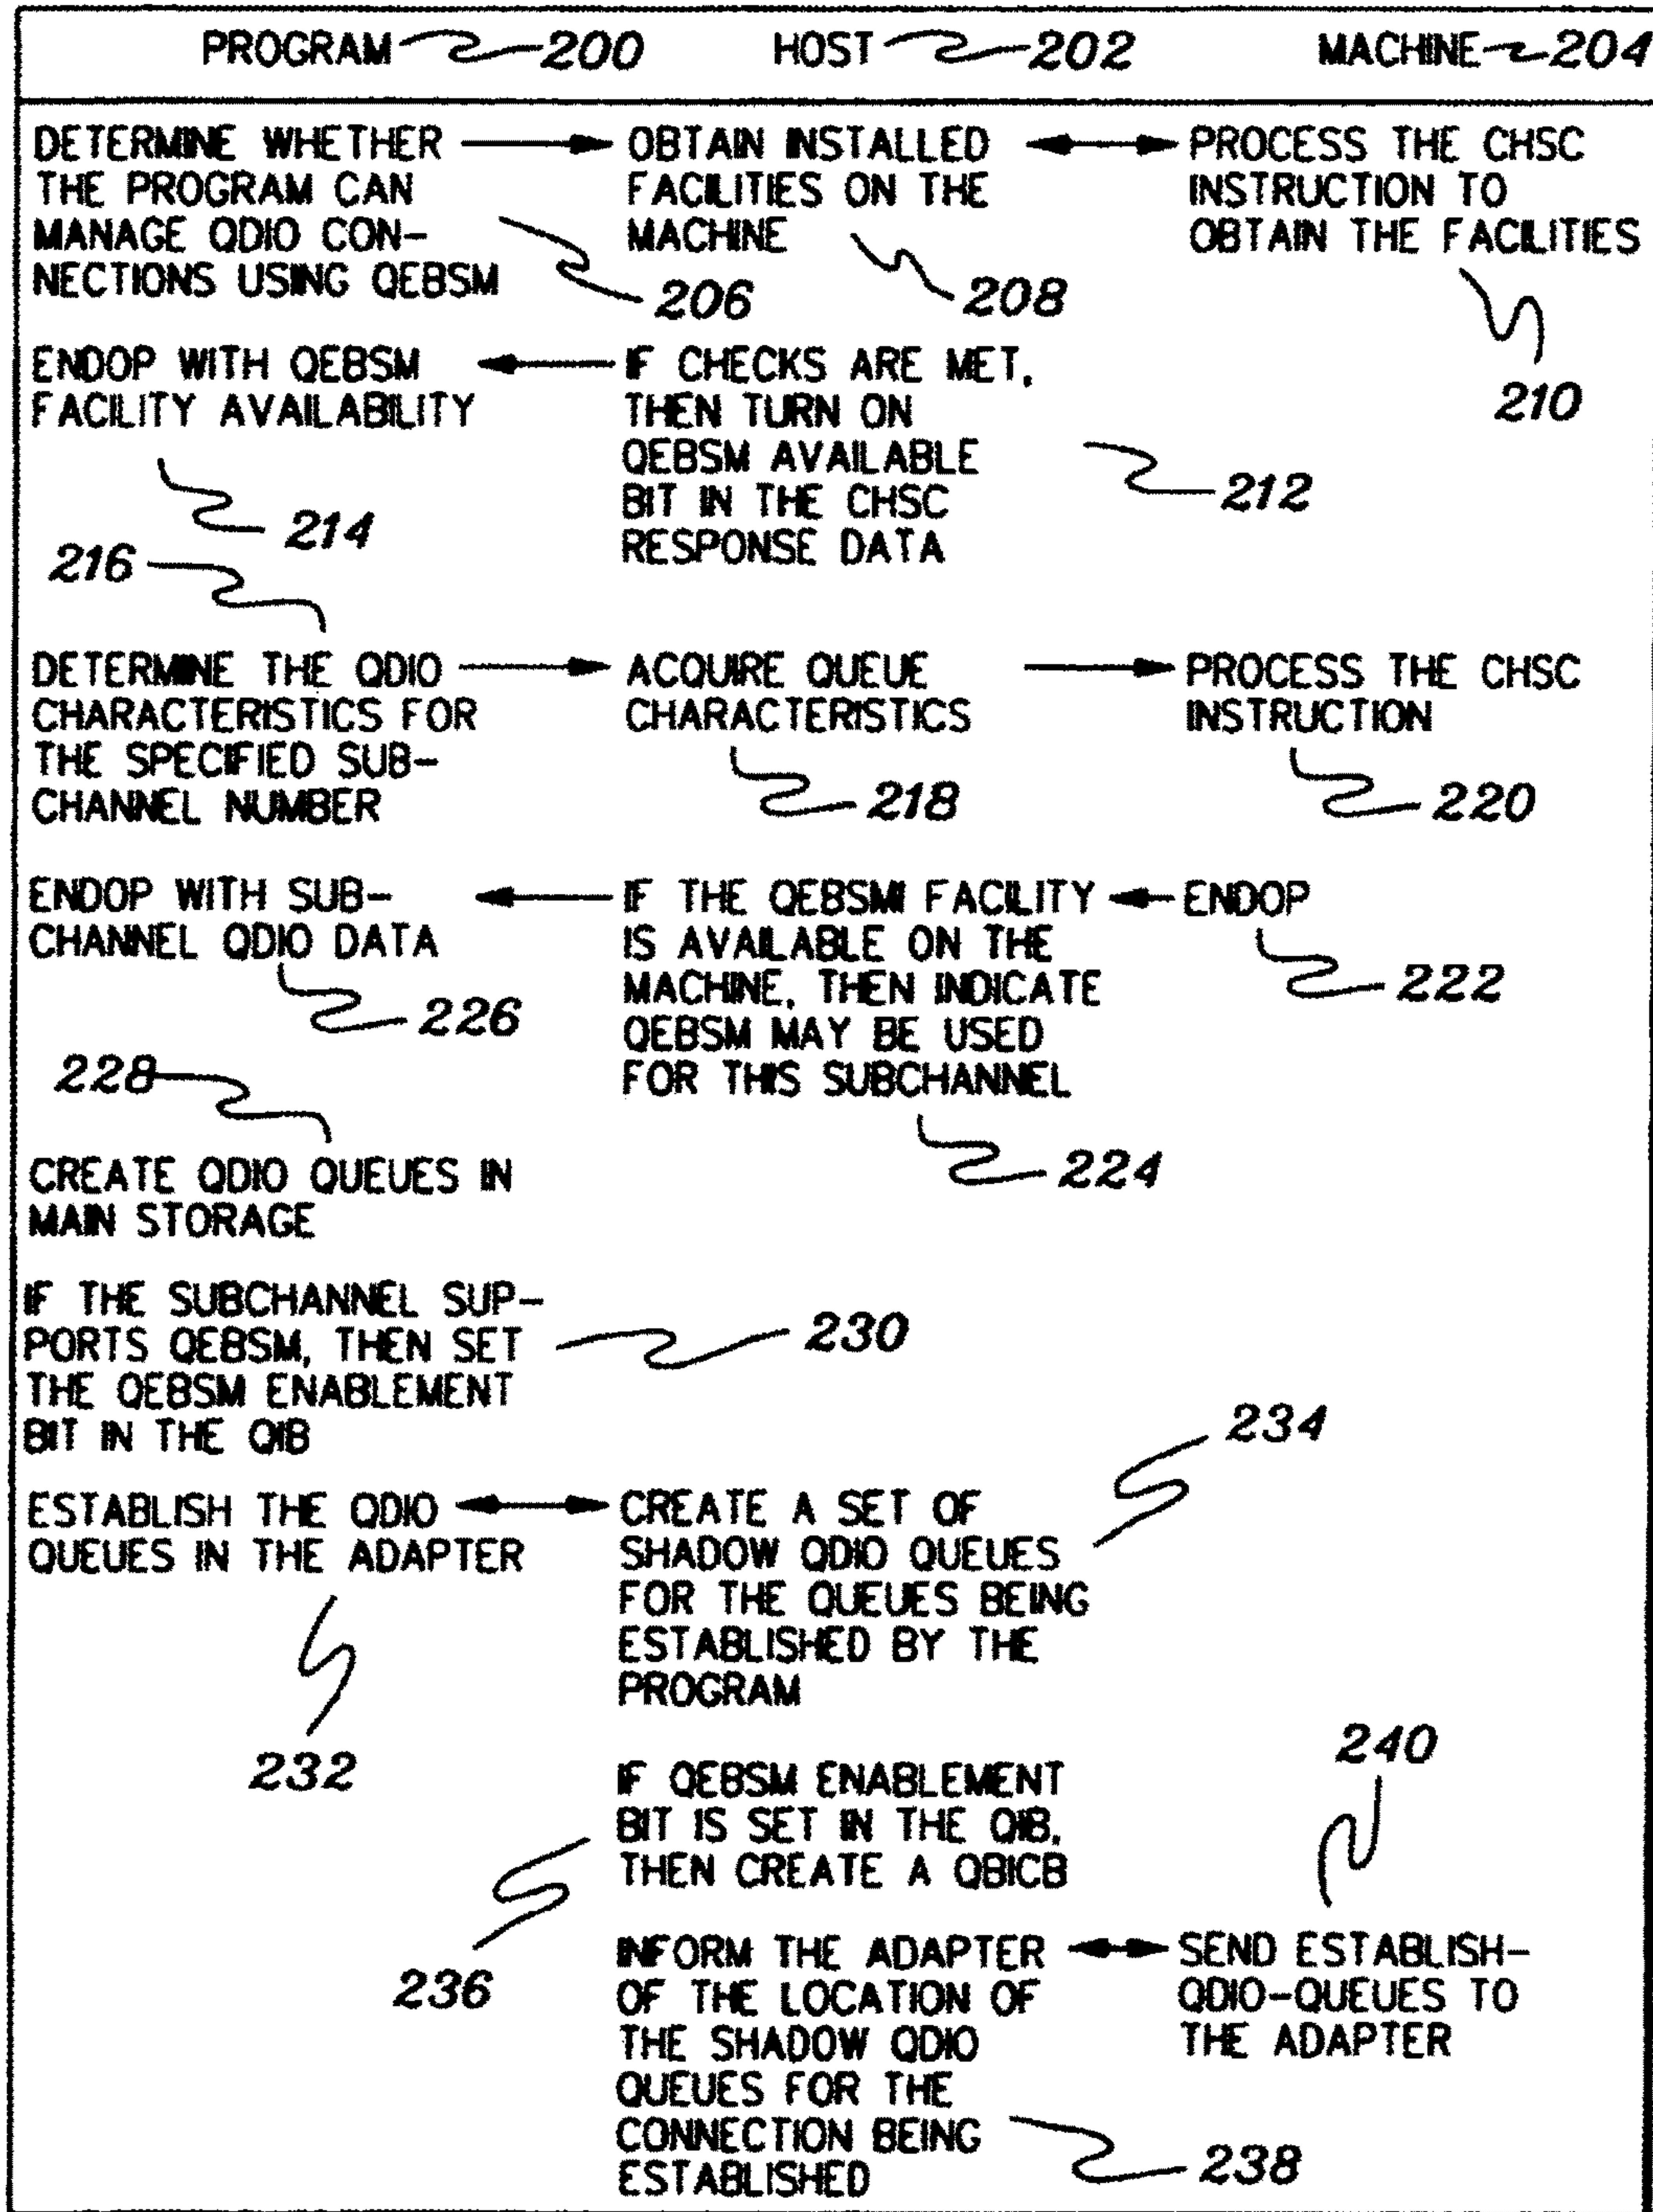 PROGRAM 200 HOST 202 MACHINE 204
DETERMINE WHETHER
THE PROGRAM CAN
MANAGE QDIO CON-
NECTIONS USING QEBSM
206
OBTAIN INSTALLED
FACILITIES ON THE
MACHINE
208
PROCESS THE CHSC
INSTRUCTION TO
OBTAIN THE FACILITIES
210
ENDOP WITH QEBSM
FACILITY AVAILABILITY
214
IF CHECKS ARE MET,
THEN TURN ON
QEBSM AVAILABLE
BIT IN THE CHSC
RESPONSE DATA
212
216
DETERMINE THE QDIO
CHARACTERISTICS FOR
THE SPECIFIED SUB-
CHANNEL NUMBER
ACQUIRE QUEUE
CHARACTERISTICS
218
PROCESS THE CHSC
INSTRUCTION
220
ENDOP WITH SUB-
CHANNEL QDIO DATA
226
IF THE QEBSMI FACILITY
IS AVAILABLE ON THE
MACHINE, THEN INDICATE
QEBSM MAY BE USED
FOR THIS SUBCHANNEL
224
ENDOP
222
228
CREATE QDIO QUEUES IN
MAIN STORAGE
IF THE SUBCHANNEL SUP-
PORTS QEBSM, THEN SET
THE QEBSM ENABLEMENT
BIT IN THE QIB
230
ESTABLISH THE QDIO
QUEUES IN THE ADAPTER
232
CREATE A SET OF
SHADOW QDIO QUEUES
FOR THE QUEUES BEING
ESTABLISHED BY THE
PROGRAM
234
IF QEBSM ENABLEMENT
BIT IS SET IN THE QIB,
THEN CREATE A QBICB
236
INFORM THE ADAPTER
OF THE LOCATION OF
THE SHADOW QDIO
QUEUES FOR THE
CONNECTION BEING
ESTABLISHED
238
240
SEND ESTABLISH-
QDIO-QUEUES TO
THE ADAPTER